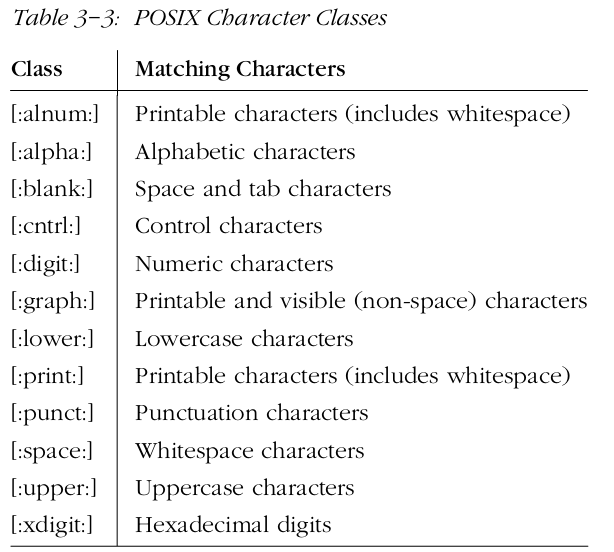 Table 3–3: POSIX Character Classes
Class Matching Characters
[:alnum:] Printable characters (includes whitespace)
[:alpha:] Alphabetic characters
[:blank:] Space and tab characters
[:cntrl:] Control characters
[:digit:] Numeric characters
[:graph:] Printable and visible (non-space) characters
[:lower:] Lowercase characters
[:print:] Printable characters (includes whitespace)
[:punct:] Punctuation characters
[:space:] Whitespace characters
[:upper:] Uppercase characters
[:xdigit:] Hexadecimal digits